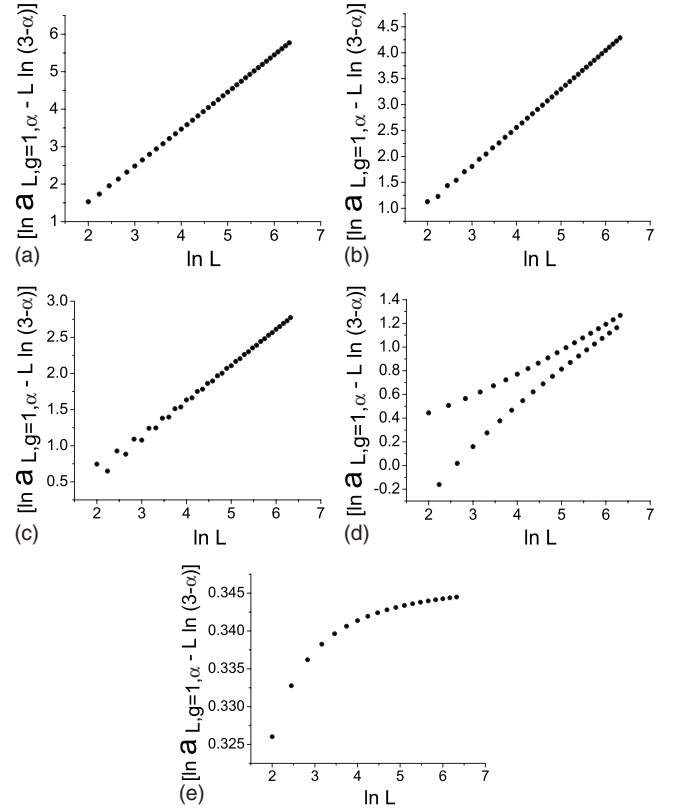 6
5
4
3
2
1
2 3 4 5 6 7
[ln a L,g=1,α - L ln (3-α)]
ln L
(a)
4.5
4.0
3.5
3.0
2.5
2.0
1.5
1.0
2 3 4 5 6 7
[ln a L,g=1,α - L ln (3-α)]
ln L
(b)
3.0
2.5
2.0
1.5
1.0
0.5
2 3 4 5 6 7
[ln a L,g=1,α - L ln (3-α)]
ln L
(c)
1.4
1.2
1.0
0.8
0.6
0.4
0.2
0.0
-0.2
2 3 4 5 6 7
[ln a L,g=1,α - L ln (3-α)]
ln L
(d)
0.345
0.340
0.335
0.330
0.325
2 3 4 5 6 7
[ln a L,g=1,α - L ln (3-α)]
ln L
(e)